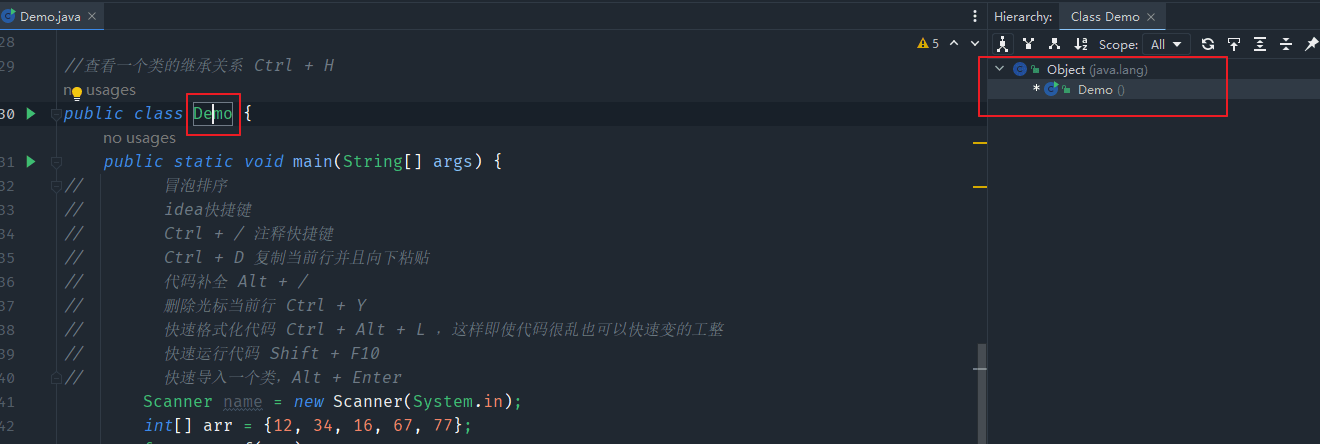 Demo.java
Hierarchy: Class Demo
28
5
Scope: All
29 //查看一个类的继承关系 Ctrl + H
Object (java.lang)
usages
* Demo ()
30 public class Demo {
no usages
31 public static void main(String[] args) {
32 // 冒泡排序
33 // idea快捷键
34 // Ctrl + / 注释快捷键
35 // Ctrl + D 复制当前行并且向下粘贴
36 // 代码补全 Alt + /
37 // 删除光标当前行 Ctrl + Y
38 // 快速格式化代码 Ctrl + Alt + L ，这样即使代码很乱也可以快速变的工整
39 // 快速运行代码 Shift + F10
40 // 快速导入一个类，Alt + Enter
41 Scanner name = new Scanner(System.in);
42 int[] arr = {12, 34, 16, 67, 77};